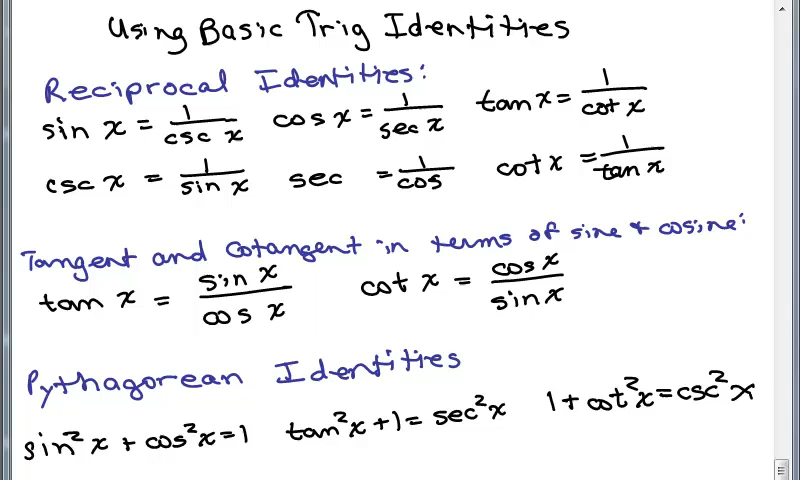 Using Basic Trig Identities
Reciprocal Identities:
sin x = 1/csc x   cos x = 1/sec x   tan x = 1/cot x
csc x = 1/sin x   sec = 1/cos   cot x = 1/tan x
Tangent and Cotangent in terms of sine + cosine:
tan x = sin x/cos x   cot x = cos x/sin x
Pythagorean Identities
sin²x + cos²x = 1   tan²x + 1 = sec²x   1 + cot²x = csc²x